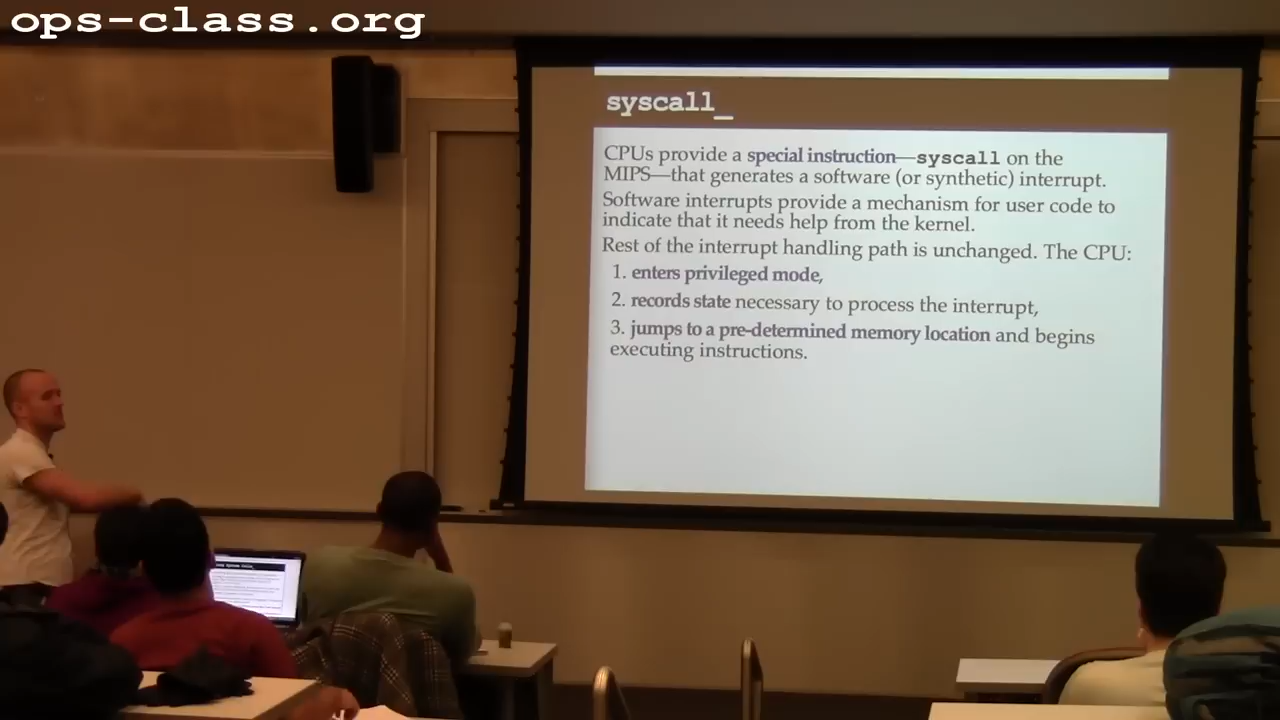 ops-class.org
syscall_
CPUs provide a special instruction—syscall on the
MIPS—that generates a software (or synthetic) interrupt.
Software interrupts provide a mechanism for user code to
indicate that it needs help from the kernel.
Rest of the interrupt handling path is unchanged. The CPU:
1. enters privileged mode,
2. records state necessary to process the interrupt,
3. jumps to a pre-determined memory location and begins
executing instructions.